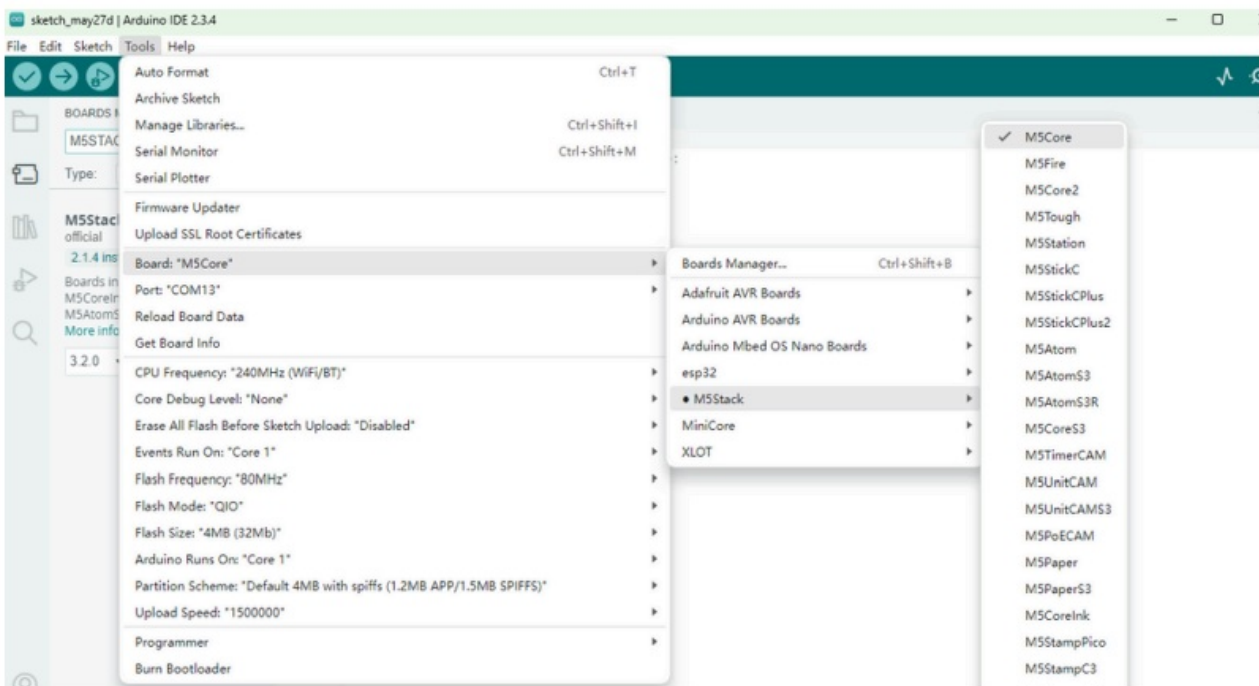 sketch_may27d | Arduino IDE 2.3.4
File Edit Sketch Tools Help
BOARDS M
M5STAC
Type:
M5Stac
official
2.1.4 ins
Boards in
M5CoreIn
M5AtomS
More info
3.2.0
Auto Format Ctrl+T
Archive Sketch
Manage Libraries... Ctrl+Shift+I
Serial Monitor Ctrl+Shift+M
Serial Plotter
Firmware Updater
Upload SSL Root Certificates
Board: "M5Core"
Port: "COM13"
Reload Board Data
Get Board Info
CPU Frequency: "240MHz (WiFi/BT)"
Core Debug Level: "None"
Erase All Flash Before Sketch Upload: "Disabled"
Events Run On: "Core 1"
Flash Frequency: "80MHz"
Flash Mode: "QIO"
Flash Size: "4MB (32Mb)"
Arduino Runs On: "Core 1"
Partition Scheme: "Default 4MB with spiffs (1.2MB APP/1.5MB SPIFFS)"
Upload Speed: "1500000"
Programmer
Burn Bootloader
Boards Manager... Ctrl+Shift+B
Adafruit AVR Boards
Arduino AVR Boards
Arduino Mbed OS Nano Boards
esp32
• M5Stack
MiniCore
XLOT
✓ M5Core
M5Fire
M5Core2
M5Tough
M5Station
M5StickC
M5StickCPlus
M5StickCPlus2
M5Atom
M5AtomS3
M5AtomS3R
M5CoreS3
M5TimerCAM
M5UnitCAM
M5UnitCAMS3
M5PoECAM
M5Paper
M5PaperS3
M5CoreInk
M5StampPico
M5StampC3